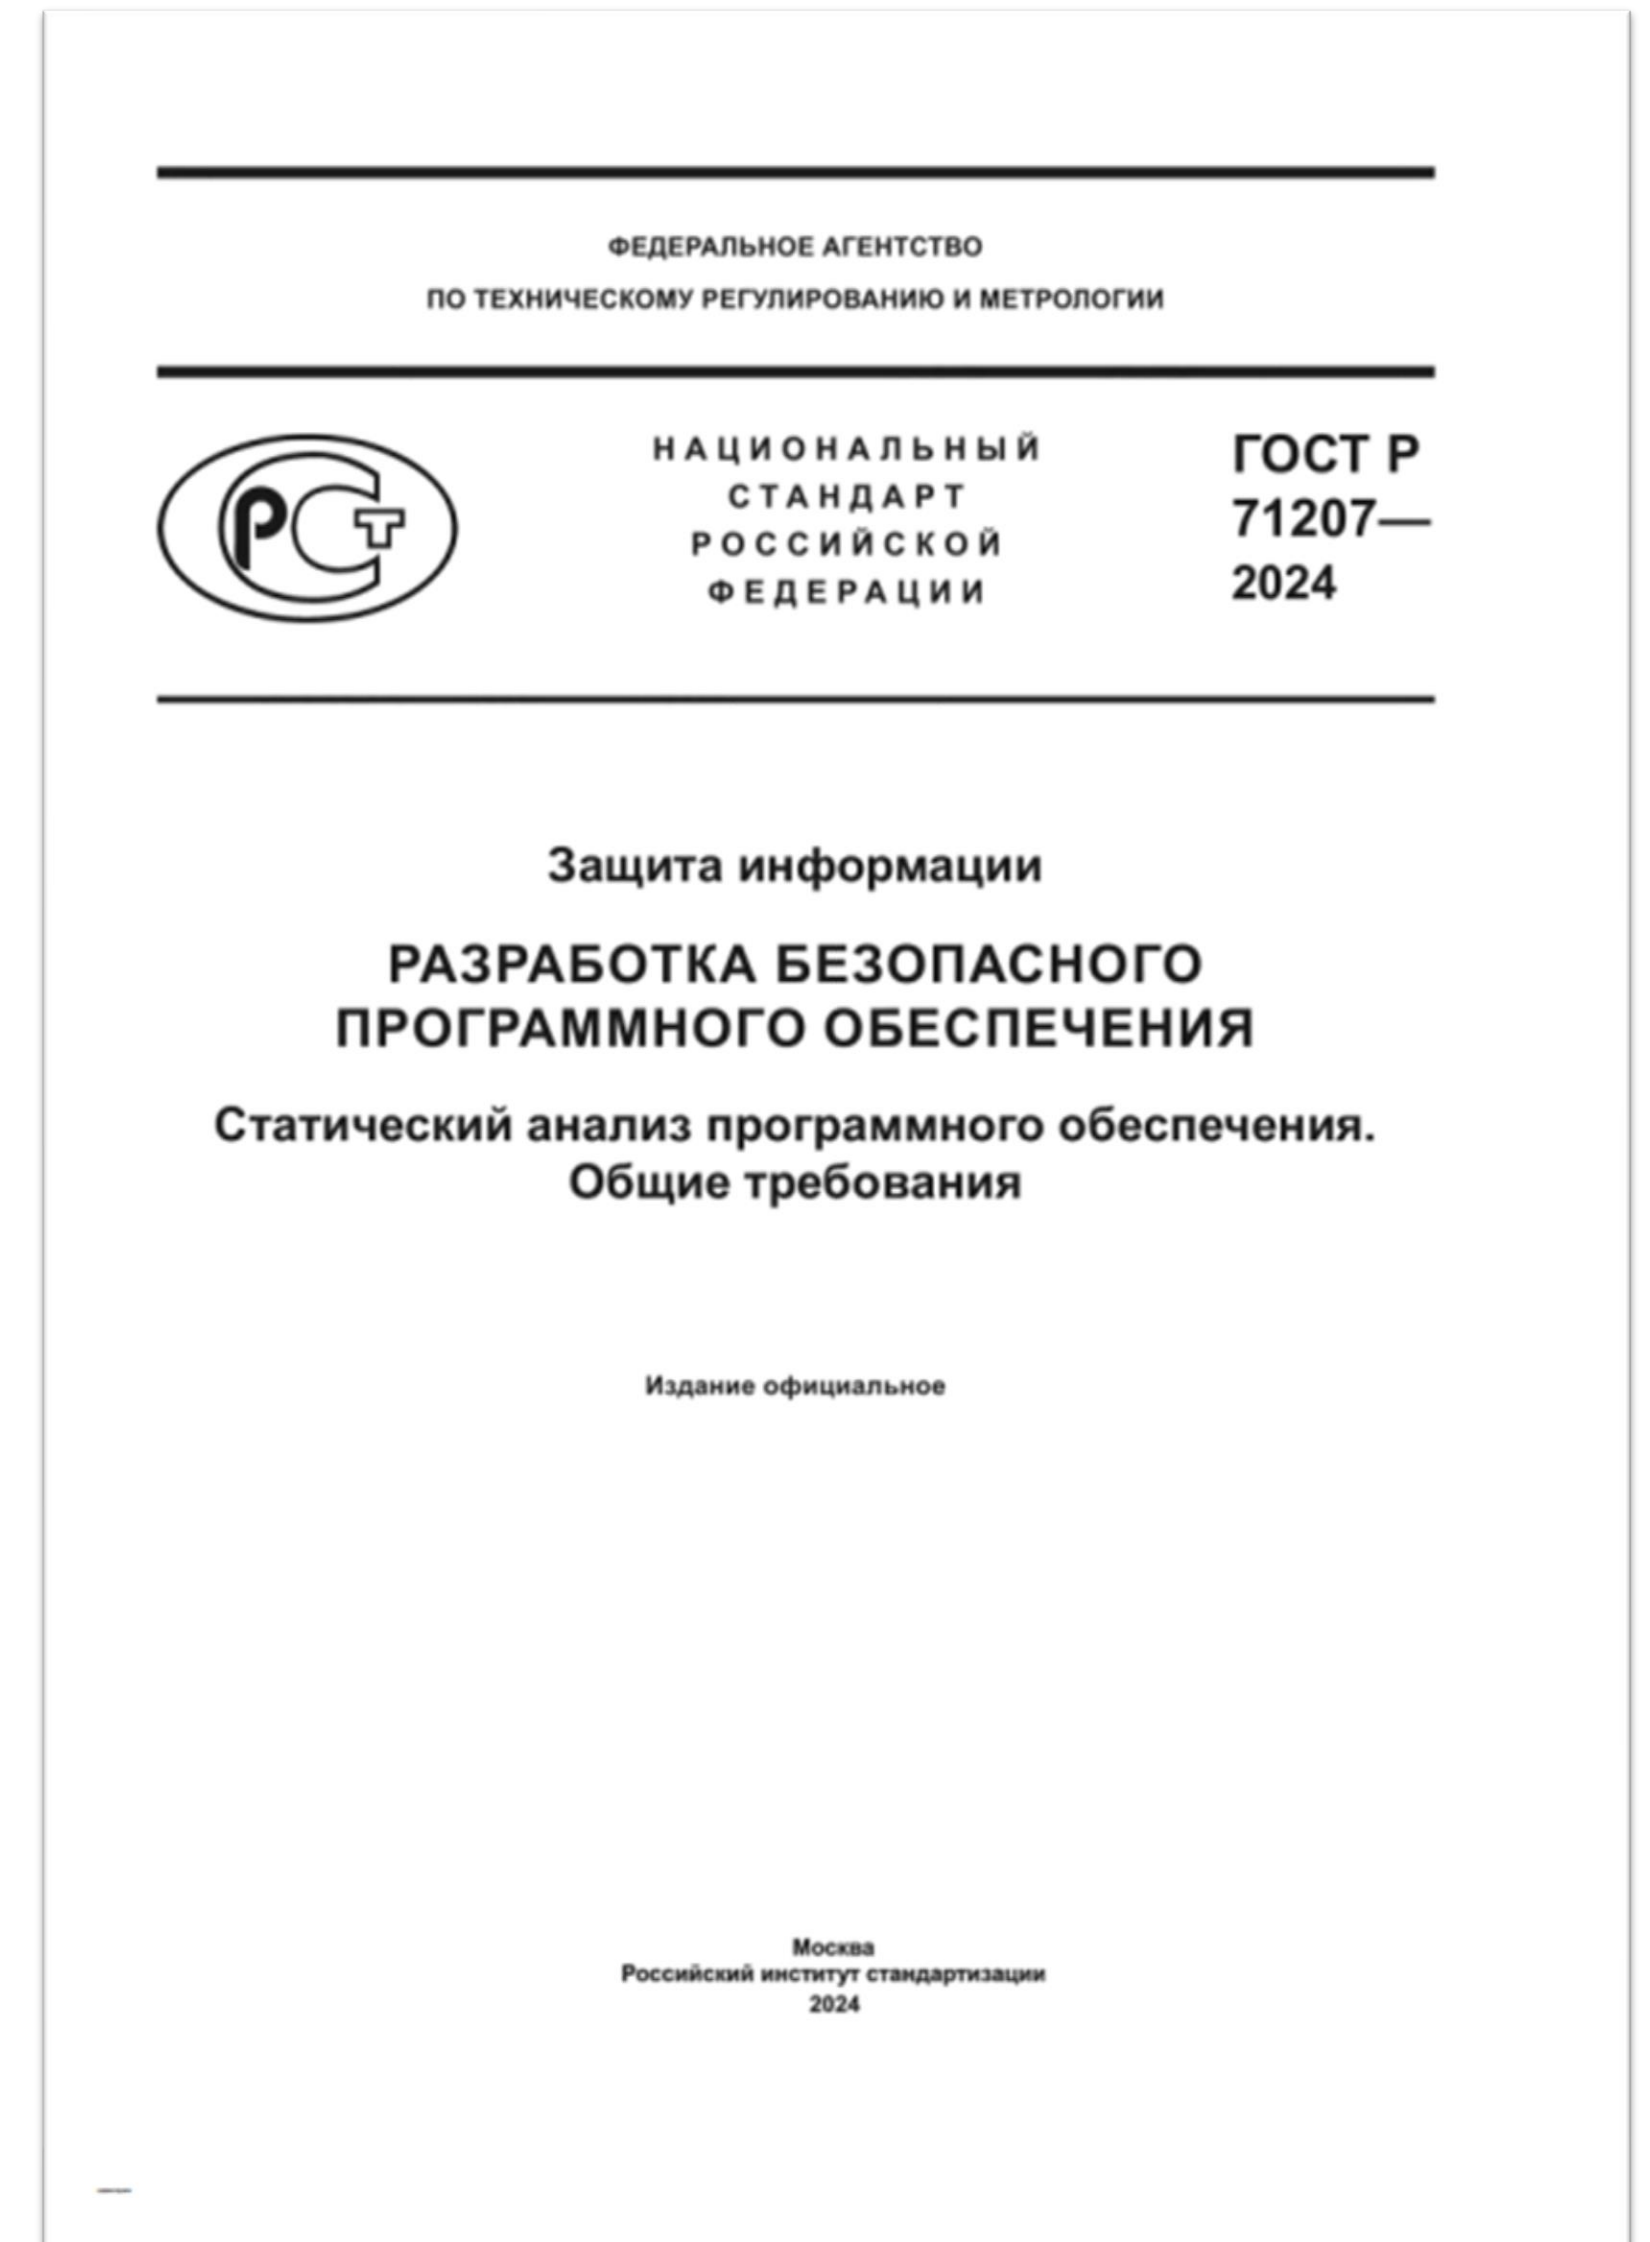 ФЕДЕРАЛЬНОЕ АГЕНТСТВО
ПО ТЕХНИЧЕСКОМУ РЕГУЛИРОВАНИЮ И МЕТРОЛОГИИ
РСТ
НАЦИОНАЛЬНЫЙ
СТАНДАРТ
РОССИЙСКОЙ
ФЕДЕРАЦИИ
ГОСТ Р
71207—
2024
Защита информации
РАЗРАБОТКА БЕЗОПАСНОГО
ПРОГРАММНОГО ОБЕСПЕЧЕНИЯ
Статический анализ программного обеспечения.
Общие требования
Издание официальное
Москва
Российский институт стандартизации
2024